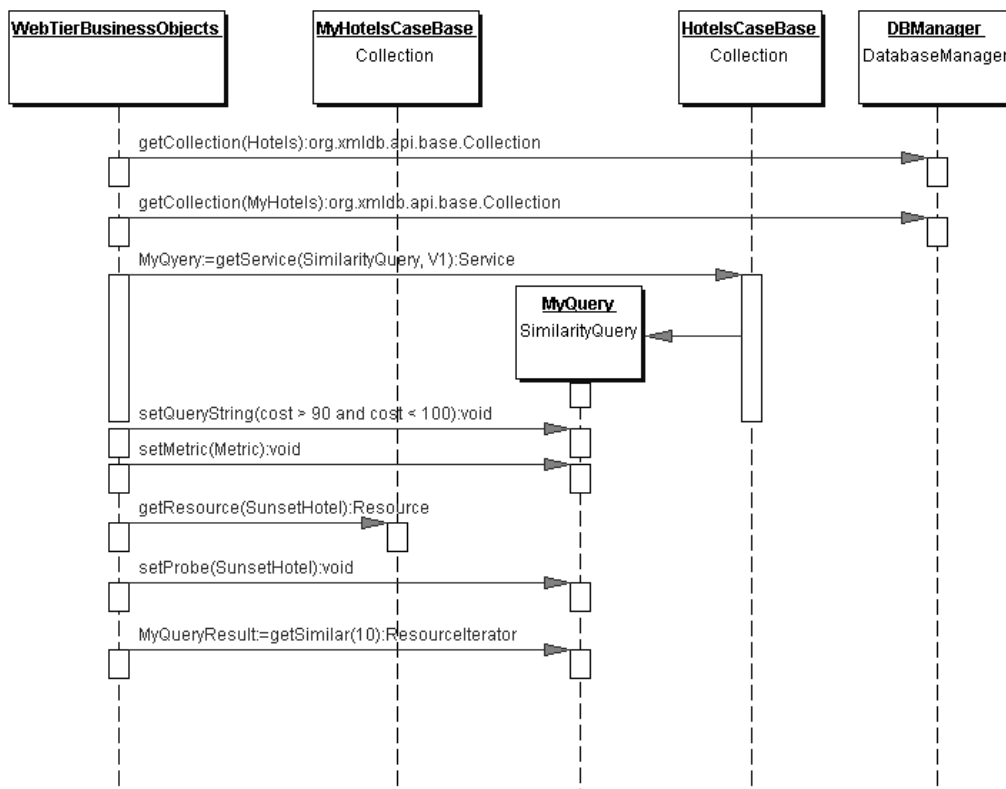 WebTierBusinessObjects
MyHotelsCaseBase
Collection
HotelsCaseBase
Collection
DBManager
DatabaseManager
getCollection(Hotels):org.xmldb.api.base.Collection
getCollection(MyHotels):org.xmldb.api.base.Collection
MyQyery:=getService(SimilarityQuery, V1):Service
MyQuery
SimilarityQuery
setQueryString(cost > 90 and cost < 100):void
setMetric(Metric):void
getResource(SunsetHotel):Resource
setProbe(SunsetHotel):void
MyQueryResult:=getSimilar(10):ResourceIterator